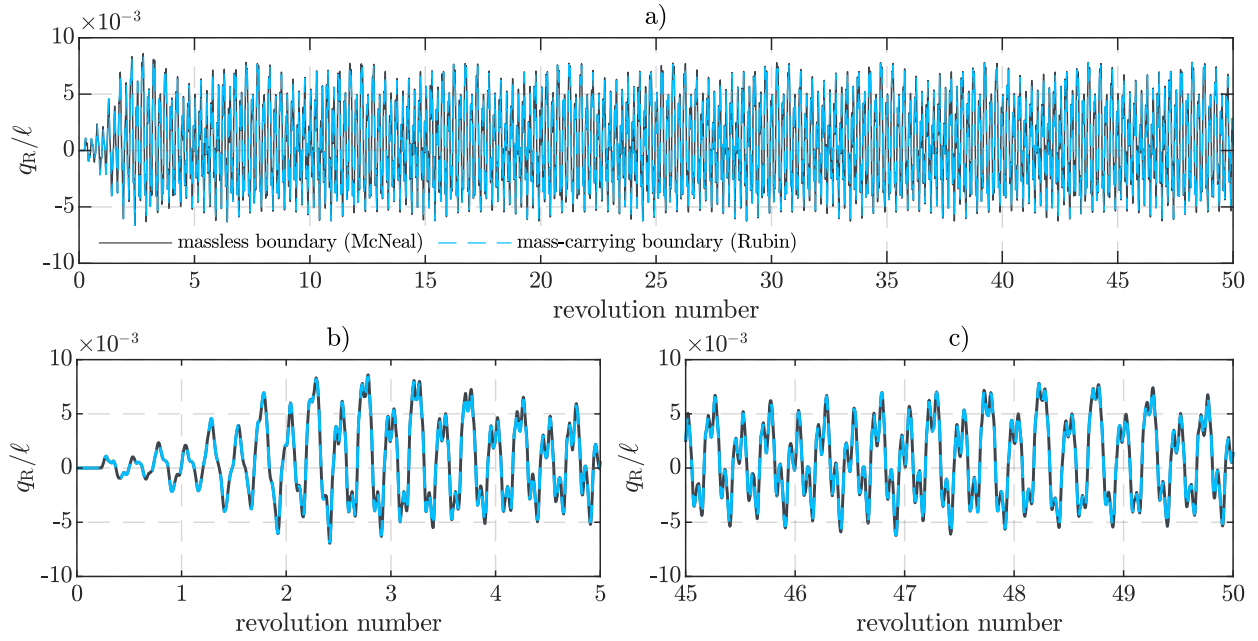 a)
×10⁻³
10
5
0
-5
-10
q_R/ℓ
massless boundary (McNeal) mass-carrying boundary (Rubin)
0 5 10 15 20 25 30 35 40 45 50
revolution number
b)
×10⁻³
10
5
0
-5
-10
q_R/ℓ
0 1 2 3 4 5
revolution number
c)
×10⁻³
10
5
0
-5
-10
q_R/ℓ
45 46 47 48 49 50
revolution number